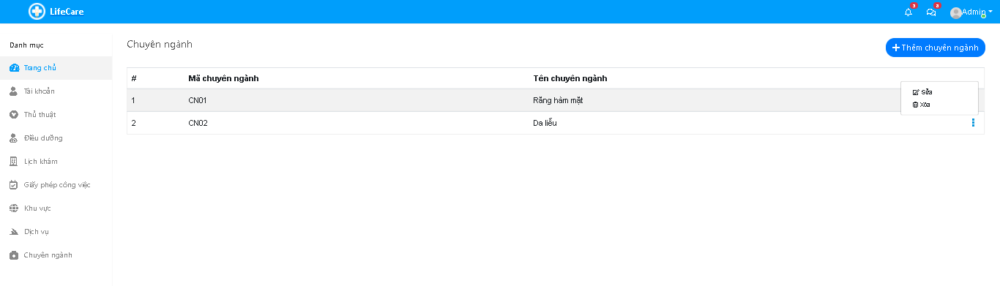 LifeCare
3
8
Admin
Danh mục
Trang chủ
Tài khoản
Thủ thuật
Điều dưỡng
Lịch khám
Giấy phép công việc
Khu vực
Dịch vụ
Chuyên ngành
Chuyên ngành
Thêm chuyên ngành
# Mã chuyên ngành Tên chuyên ngành
1 CN01 Răng hàm mặt
Sửa
Xóa
2 CN02 Da liễu